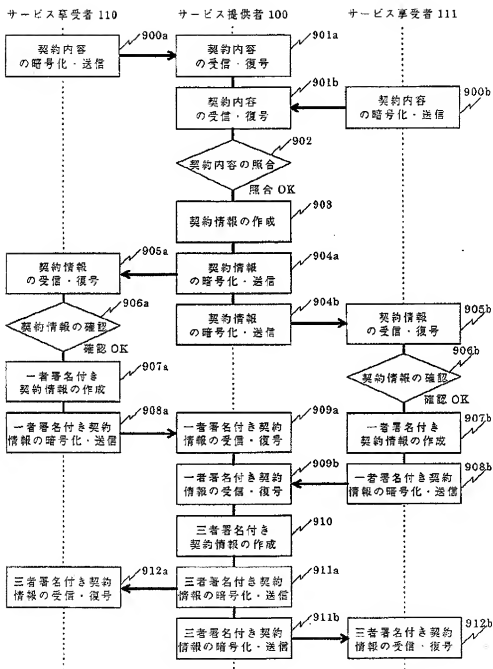 サービス卒受者 110
サービス提供者 100
サービス享受者 111
900a
契約内容
の暗号化・送信
901a
契約内容
の受信・復号
901b
契約内容
の受信・復号
900b
契約内容
の暗号化・送信
902
契約内容の照合
照合 OK
903
契約情報の作成
905a
契約情報
の受信・復号
904a
契約情報
の暗号化・送信
904b
契約情報
の暗号化・送信
905b
契約情報
の受信・復号
906a
契約情報の確認
確認 OK
906b
契約情報の確認
確認 OK
907a
一者署名付き
契約情報の作成
907b
一者署名付き
契約情報の作成
908a
一者署名付き契約
情報の暗号化・送信
909a
一者署名付き契約
情報の受信・復号
909b
一者署名付き契約
情報の受信・復号
908b
一者署名付き契約
情報の暗号化・送信
910
三者署名付き
契約情報の作成
912a
三者署名付き契約
情報の受信・復号
911a
三者署名付き契約
情報の暗号化・送信
911b
三者署名付き契約
情報の暗号化・送信
912b
三者署名付き契約
情報の受信・復号